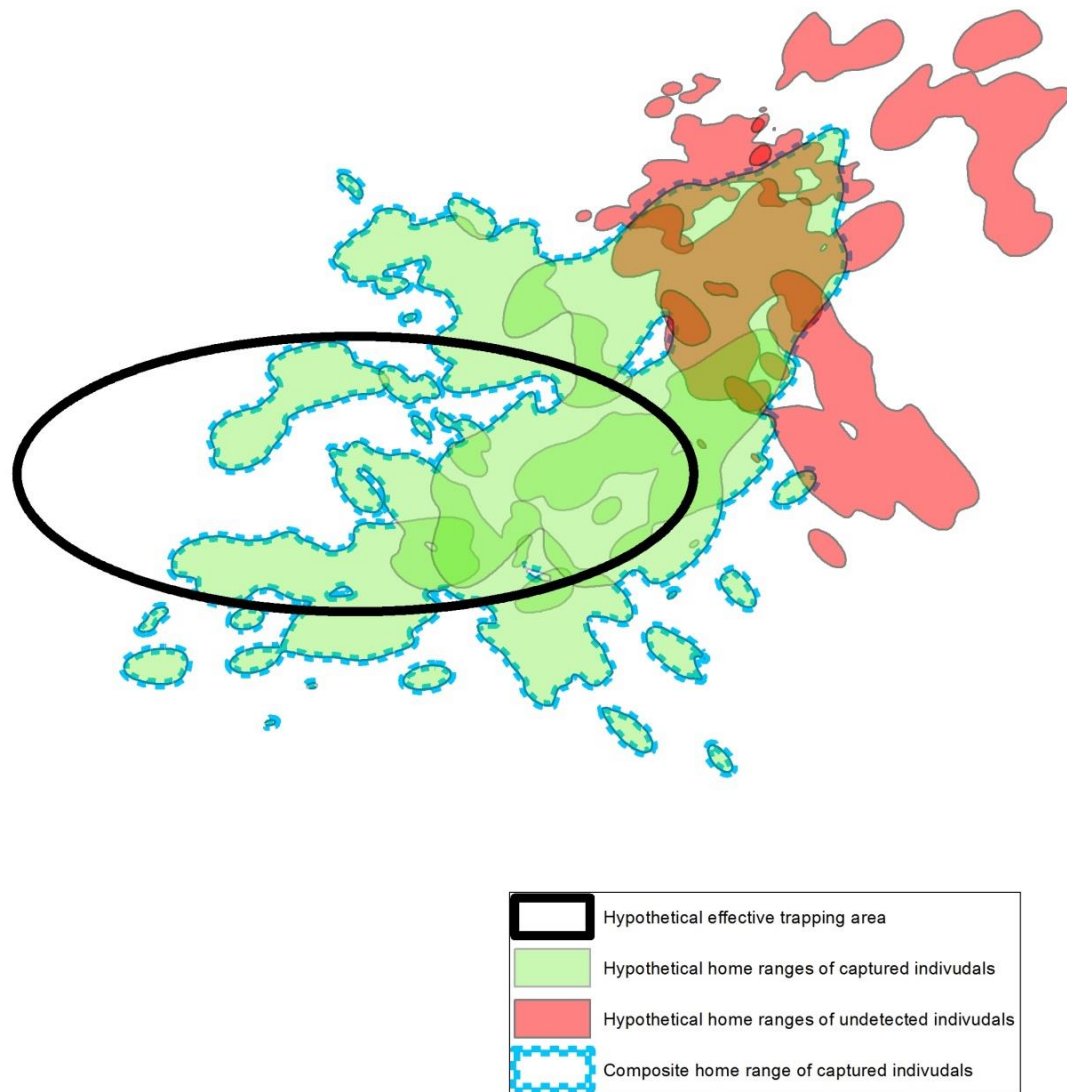 Hypothetical effective trapping area
Hypothetical home ranges of captured indivudals
Hypothetical home ranges of undetected indivudals
Composite home range of captured indivudals